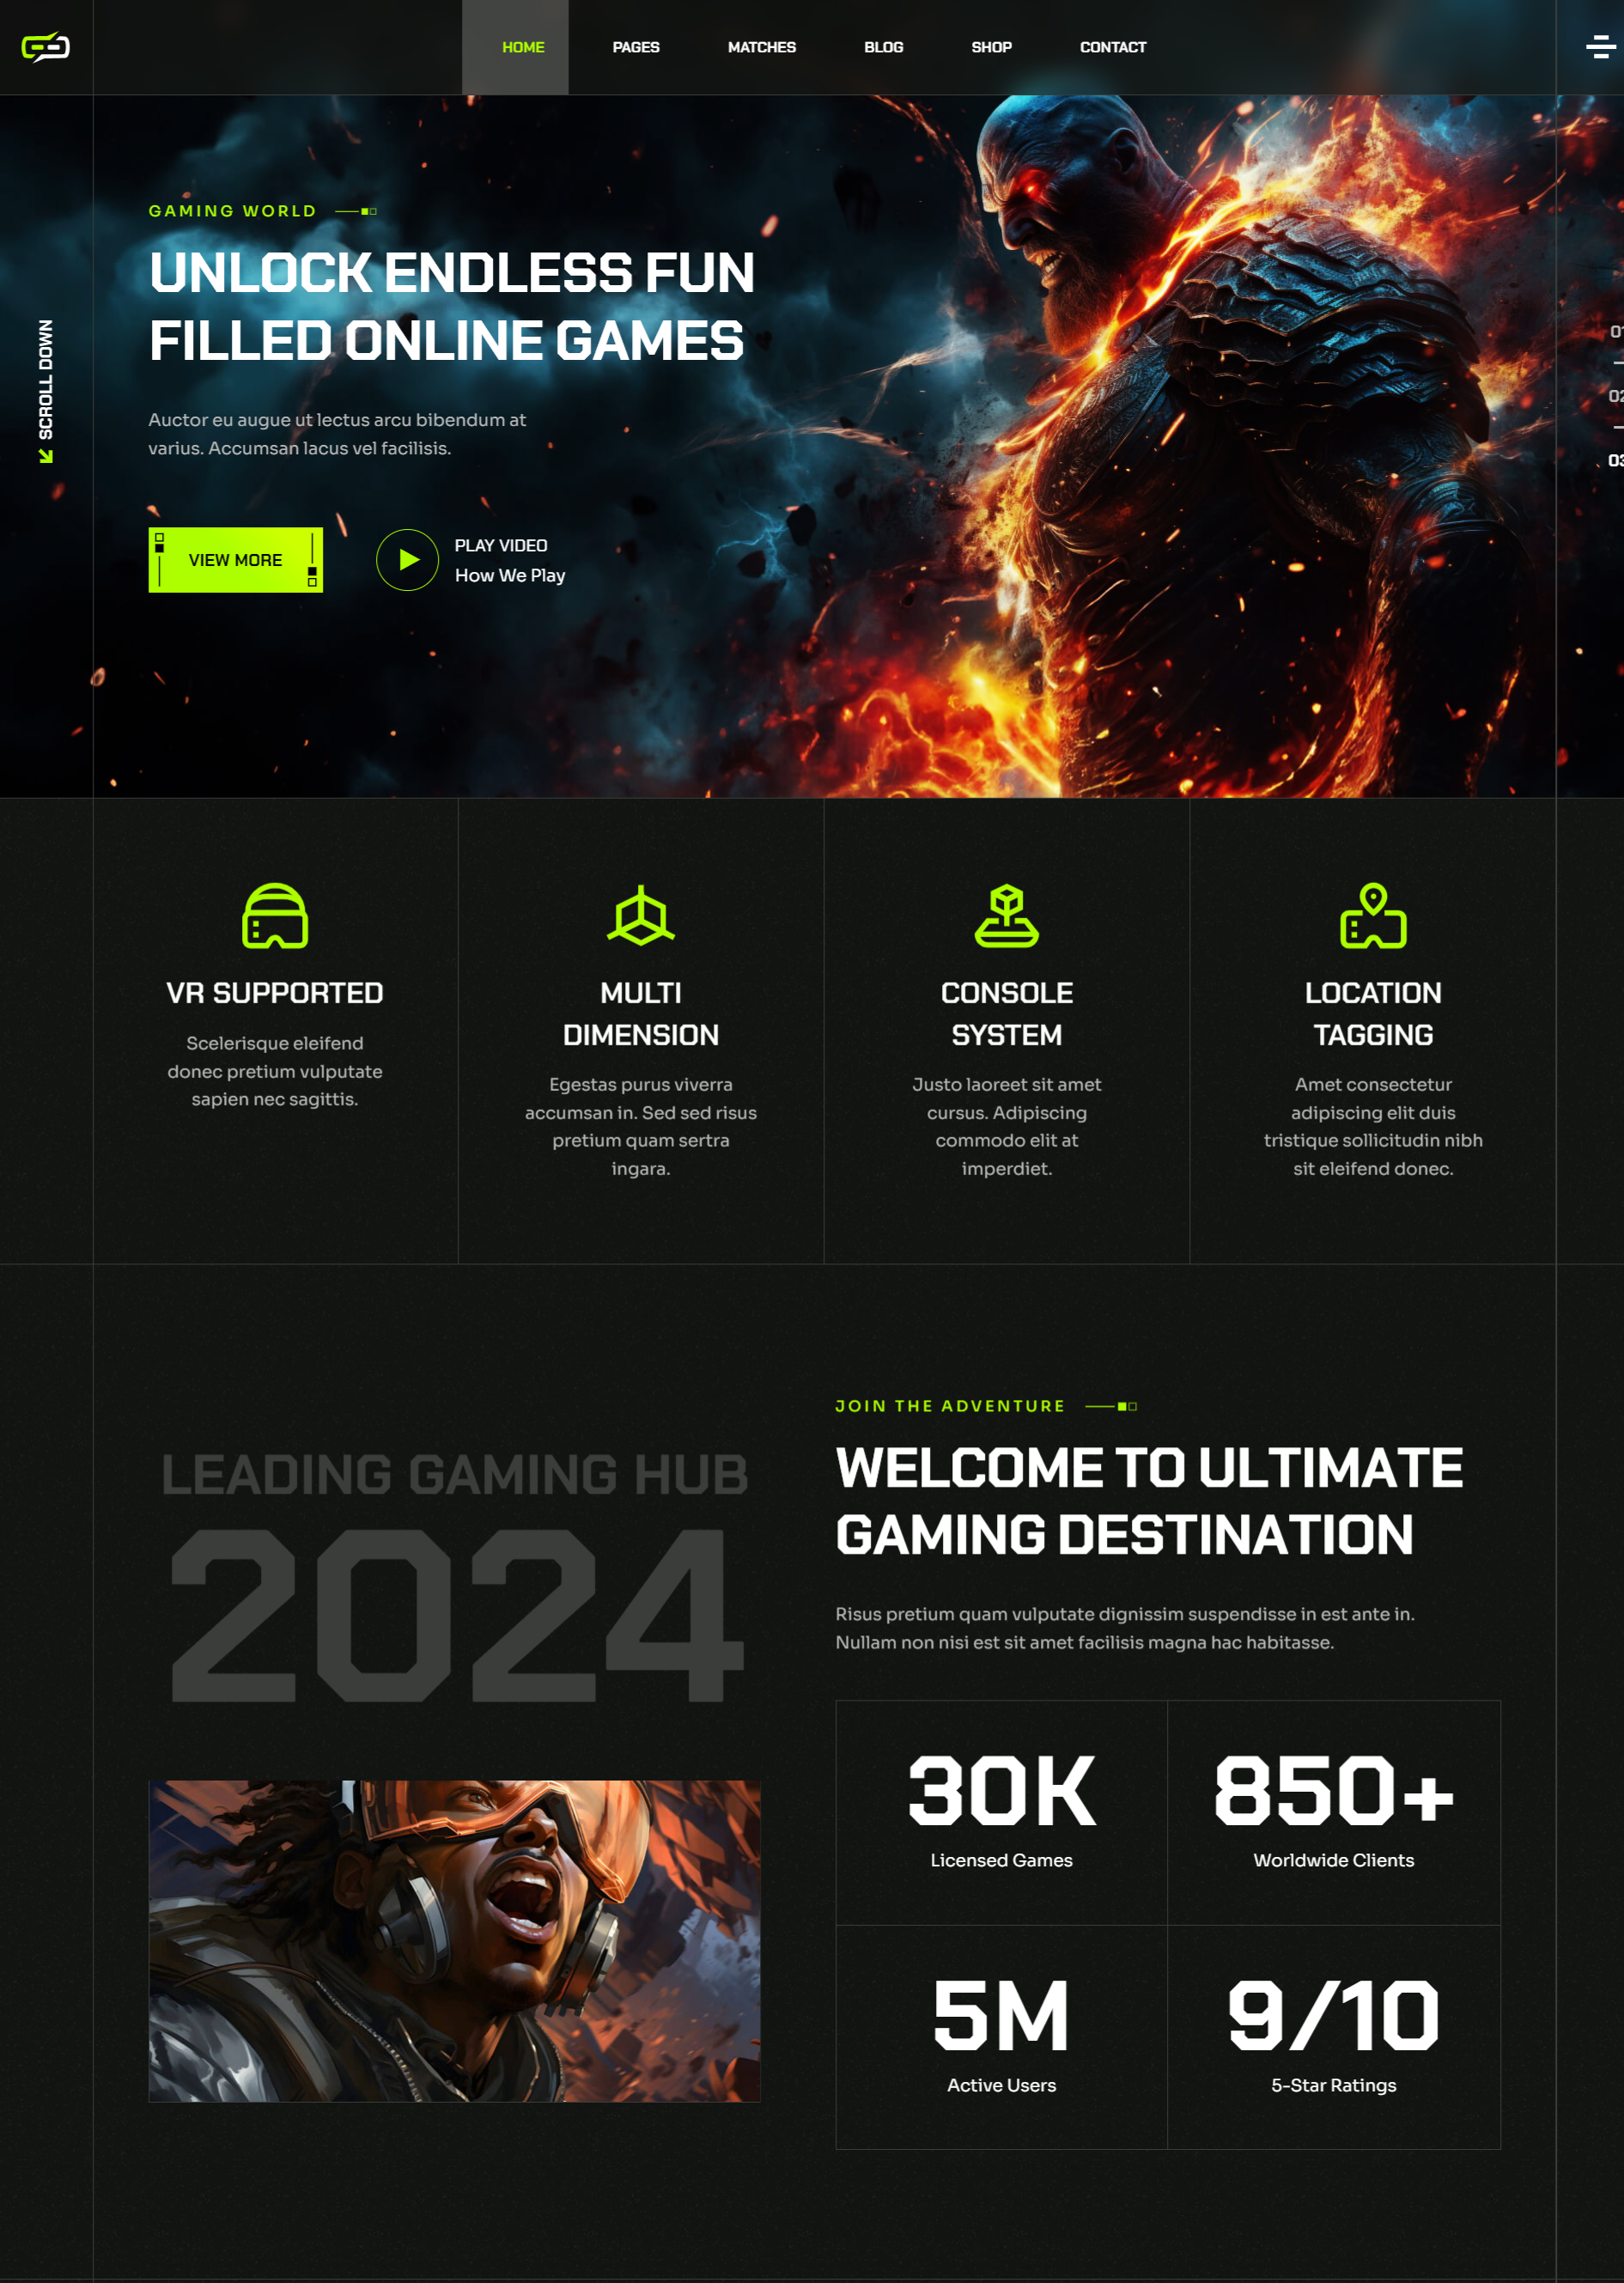 HOME
PAGES
MATCHES
BLOG
SHOP
CONTACT
GAMING WORLD
UNLOCK ENDLESS FUN
FILLED ONLINE GAMES
Auctor eu augue ut lectus arcu bibendum at
varius. Accumsan lacus vel facilisis.
VIEW MORE
PLAY VIDEO
How We Play
SCROLL DOWN
01
02
03
VR SUPPORTED
Scelerisque eleifend
donec pretium vulputate
sapien nec sagittis.
MULTI
DIMENSION
Egestas purus viverra
accumsan in. Sed sed risus
pretium quam sertra
ingara.
CONSOLE
SYSTEM
Justo laoreet sit amet
cursus. Adipiscing
commodo elit at
imperdiet.
LOCATION
TAGGING
Amet consectetur
adipiscing elit duis
tristique sollicitudin nibh
sit eleifend donec.
LEADING GAMING HUB
2024
JOIN THE ADVENTURE
WELCOME TO ULTIMATE
GAMING DESTINATION
Risus pretium quam vulputate dignissim suspendisse in est ante in.
Nullam non nisi est sit amet facilisis magna hac habitasse.
30K
Licensed Games
850+
Worldwide Clients
5M
Active Users
9/10
5-Star Ratings